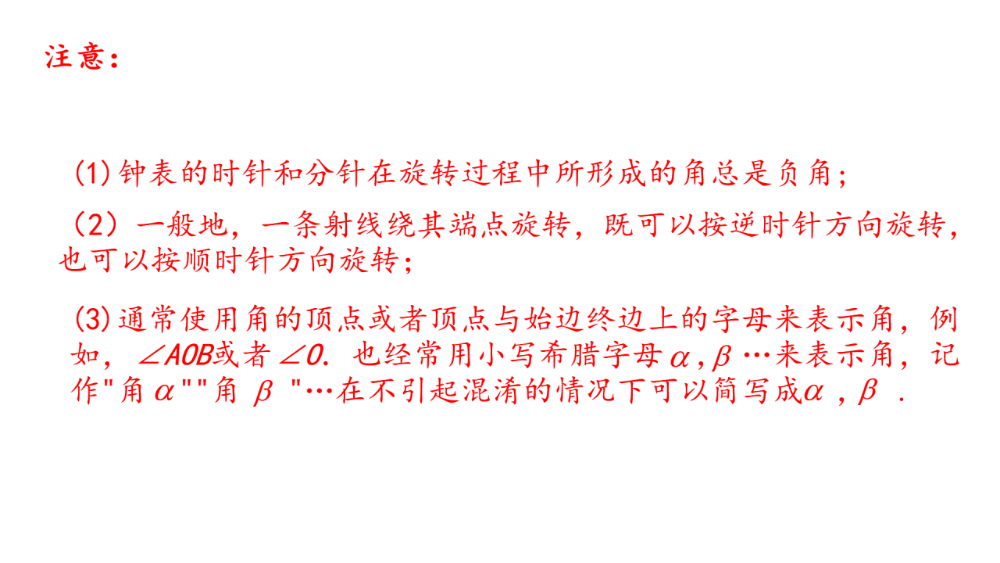 注意：
(1)钟表的时针和分针在旋转过程中所形成的角总是负角；
（2）一般地，一条射线绕其端点旋转，既可以按逆时针方向旋转，
也可以按顺时针方向旋转；
(3)通常使用角的顶点或者顶点与始边终边上的字母来表示角，例
如，∠AOB或者∠O．也经常用小写希腊字母α,β…来表示角，记
作"角α""角 β "…在不引起混淆的情况下可以简写成α ,β .